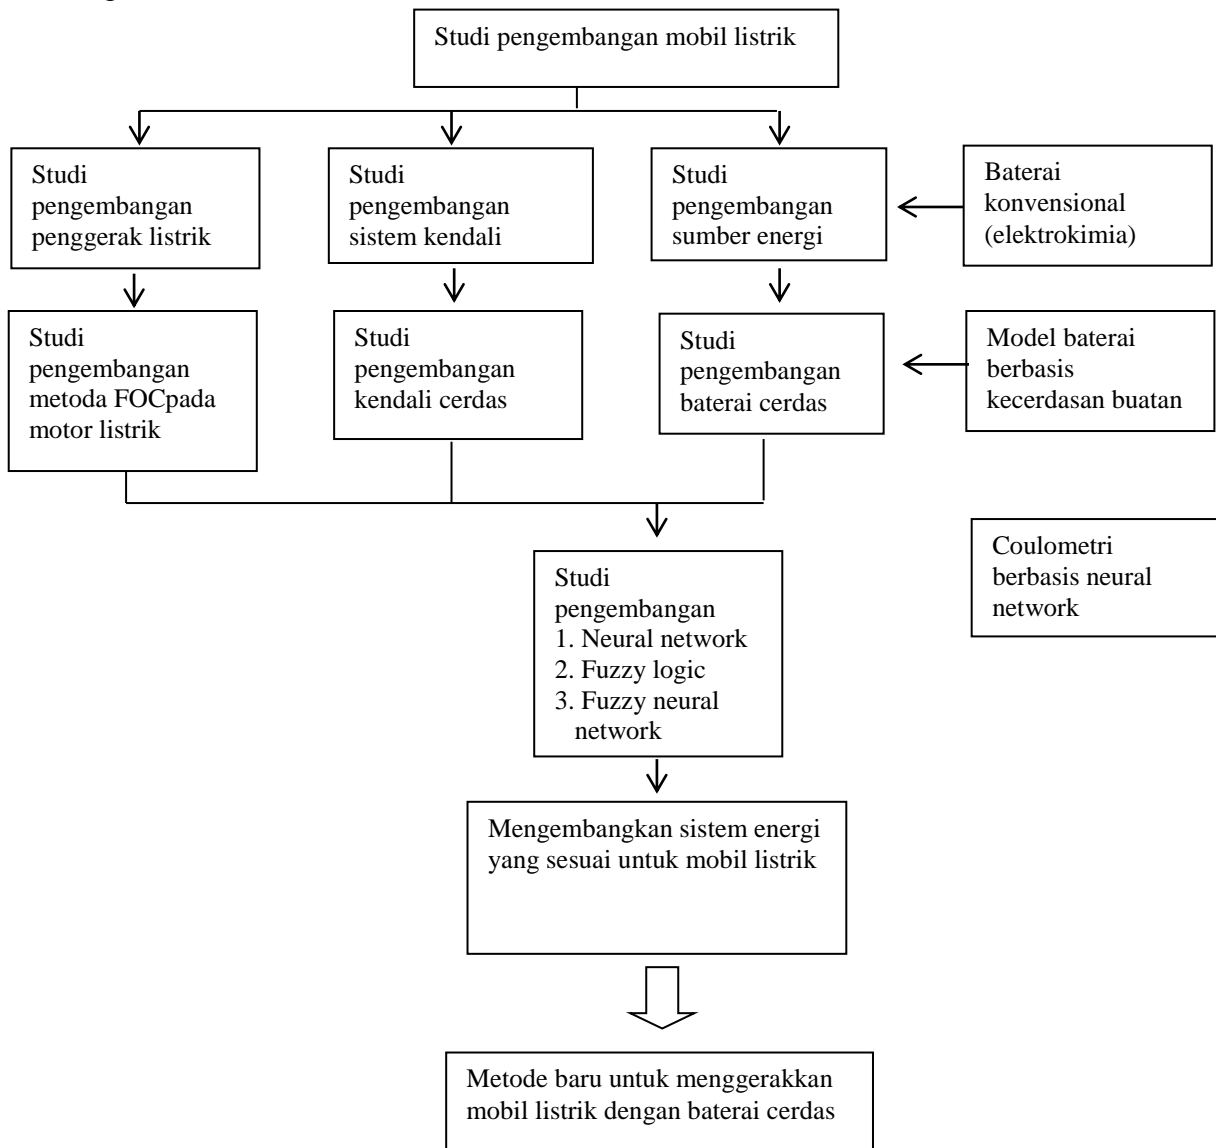 Studi pengembangan mobil listrik
Studi
pengembangan
penggerak listrik
Studi
pengembangan
sistem kendali
Studi
pengembangan
sumber energi
Baterai
konvensional
(elektrokimia)
Studi
pengembangan
metoda FOCpada
motor listrik
Studi
pengembangan
kendali cerdas
Studi
pengembangan
baterai cerdas
Model baterai
berbasis
kecerdasan buatan
Coulometri
berbasis neural
network
Studi
pengembangan
1. Neural network
2. Fuzzy logic
3. Fuzzy neural
network
Mengembangkan sistem energi
yang sesuai untuk mobil listrik
Metode baru untuk menggerakkan
mobil listrik dengan baterai cerdas